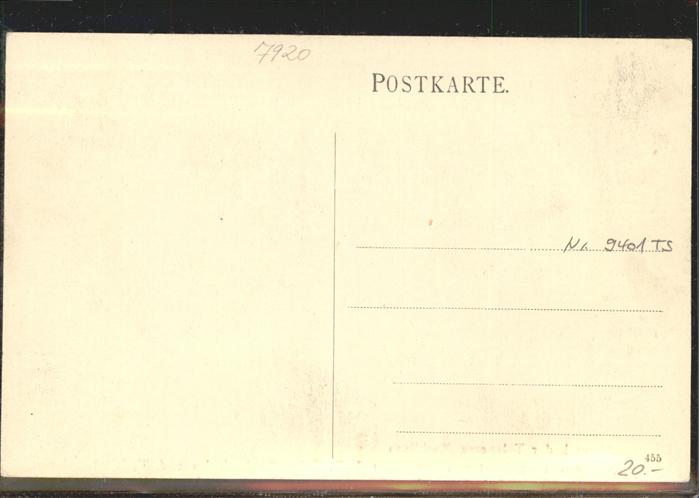 7920
POSTKARTE.
Nr. 9401 TS
455
20.-